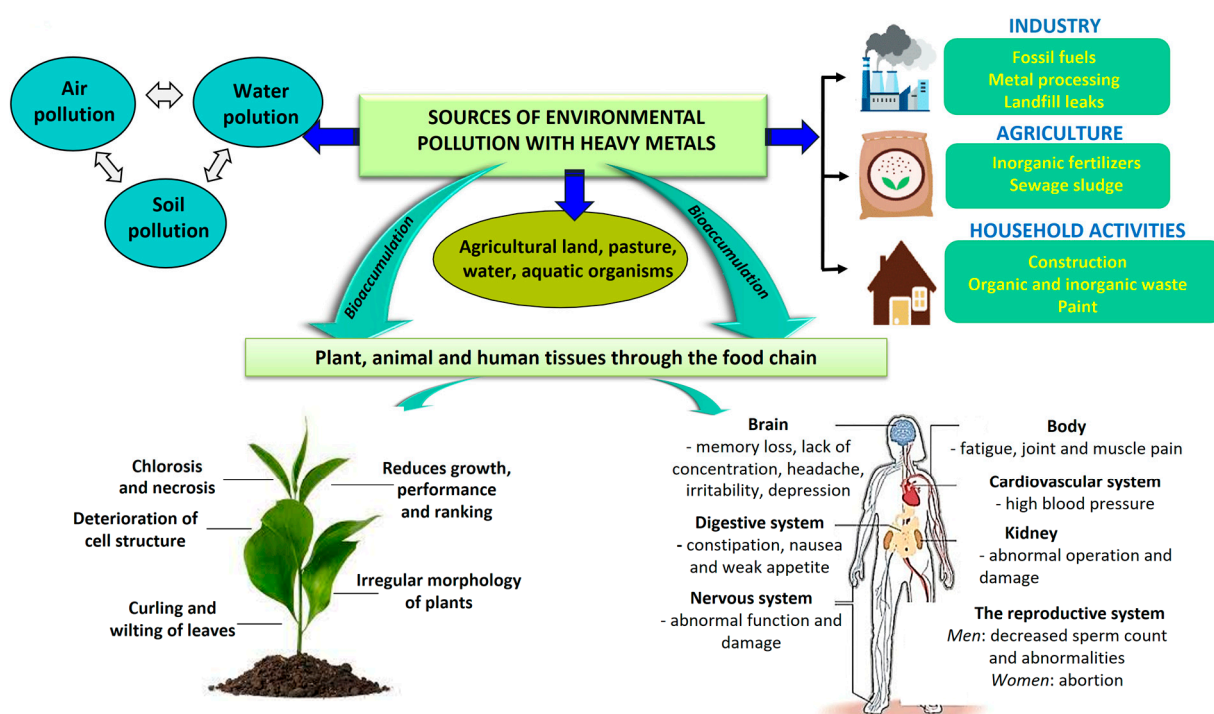 Air
pollution
Water
polution
Soil
pollution
SOURCES OF ENVIRONMENTAL
POLLUTION WITH HEAVY METALS
INDUSTRY
Fossil fuels
Metal processing
Landfill leaks
AGRICULTURE
Inorganic fertilizers
Sewage sludge
HOUSEHOLD ACTIVITIES
Construction
Organic and inorganic waste
Paint
Bioaccumulation
Agricultural land, pasture,
water, aquatic organisms
Bioaccumulation
Plant, animal and human tissues through the food chain
Chlorosis
and necrosis
Reduces growth,
performance
and ranking
Deterioration of
cell structure
Irregular morphology
of plants
Curling and
wilting of leaves
Brain
- memory loss, lack of
concentration, headache,
irritability, depression
Digestive system
- constipation, nausea
and weak appetite
Nervous system
- abnormal function and
damage
Body
- fatigue, joint and muscle pain
Cardiovascular system
- high blood pressure
Kidney
- abnormal operation and
damage
The reproductive system
Men: decreased sperm count
and abnormalities
Women: abortion